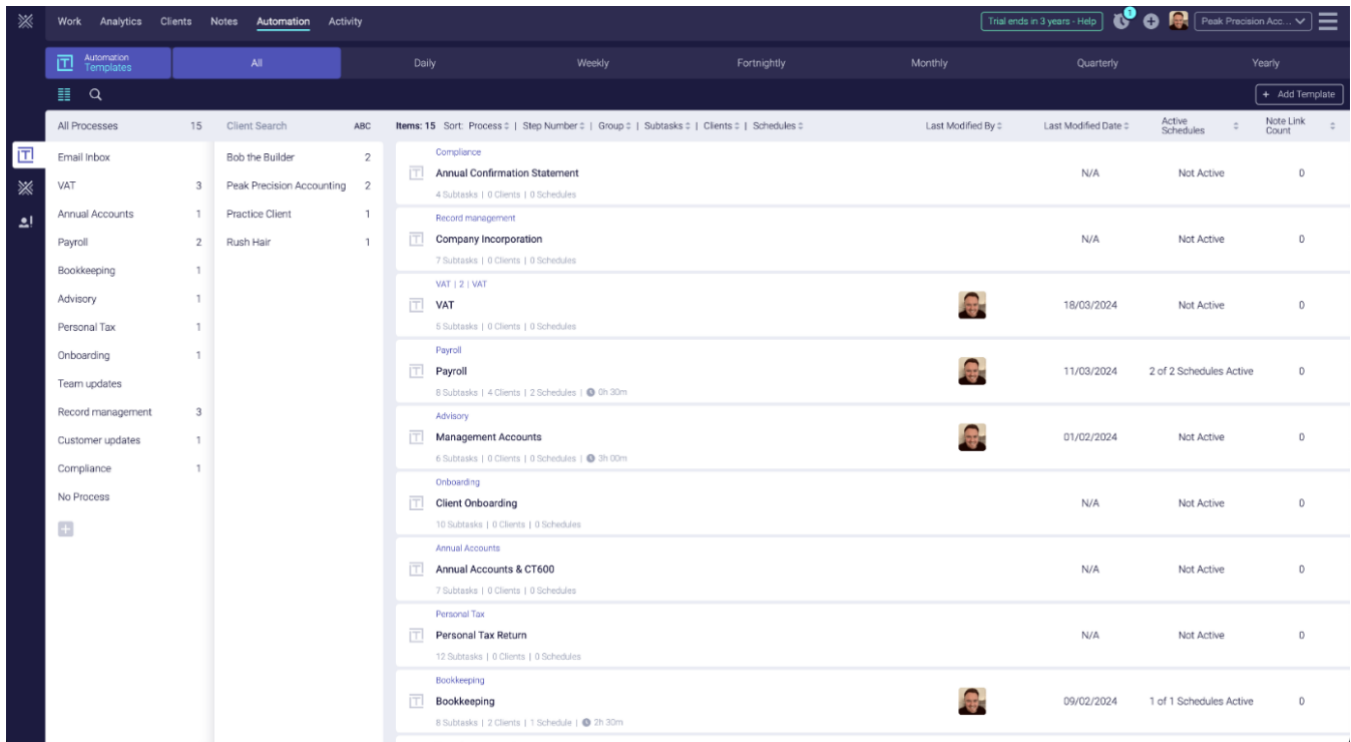 Work Analytics Clients Notes Automation Activity Trial ends in 3 years - Help 1 Peak Precision Acc...
Automation
Templates
All Daily Weekly Fortnightly Monthly Quarterly Yearly
+ Add Template
All Processes 15
Email Inbox
VAT 3
Annual Accounts 1
Payroll 2
Bookkeeping 1
Advisory 1
Personal Tax 1
Onboarding 1
Team updates
Record management 3
Customer updates 1
Compliance 1
No Process
Client Search ABC
Bob the Builder 2
Peak Precision Accounting 2
Practice Client 1
Rush Hair 1
Items: 15 Sort: Process | Step Number | Group | Subtasks | Clients | Schedules Last Modified By Last Modified Date Active Schedules Note Link Count
Compliance
Annual Confirmation Statement N/A Not Active 0
4 Subtasks | 0 Clients | 0 Schedules
Record management
Company Incorporation N/A Not Active 0
7 Subtasks | 0 Clients | 0 Schedules
VAT | 2 | VAT
VAT 18/03/2024 Not Active 0
5 Subtasks | 0 Clients | 0 Schedules
Payroll
Payroll 11/03/2024 2 of 2 Schedules Active 0
8 Subtasks | 4 Clients | 2 Schedules | 0h 30m
Advisory
Management Accounts 01/02/2024 Not Active 0
6 Subtasks | 0 Clients | 0 Schedules | 3h 00m
Onboarding
Client Onboarding N/A Not Active 0
10 Subtasks | 0 Clients | 0 Schedules
Annual Accounts
Annual Accounts & CT600 N/A Not Active 0
7 Subtasks | 0 Clients | 0 Schedules
Personal Tax
Personal Tax Return N/A Not Active 0
12 Subtasks | 0 Clients | 0 Schedules
Bookkeeping
Bookkeeping 09/02/2024 1 of 1 Schedules Active 0
8 Subtasks | 2 Clients | 1 Schedule | 2h 30m